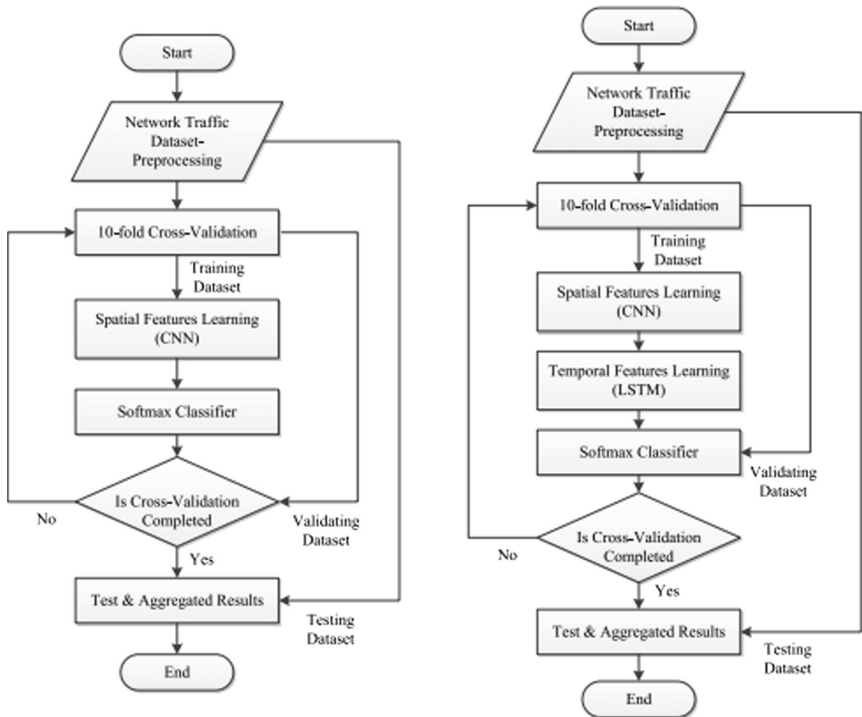 Start
Network Traffic
Dataset-
Preprocessing
10-fold Cross-Validation
Training
Dataset
Spatial Features Learning
(CNN)
Softmax Classifier
Is Cross-Validation
Completed
No
Validating
Dataset
Yes
Test & Aggregated Results
Testing
Dataset
End
Start
Network Traffic
Dataset-
Preprocessing
10-fold Cross-Validation
Training
Dataset
Spatial Features Learning
(CNN)
Temporal Features Learning
(LSTM)
Softmax Classifier
Validating
Dataset
Is Cross-Validation
Completed
No
Yes
Test & Aggregated Results
Testing
Dataset
End